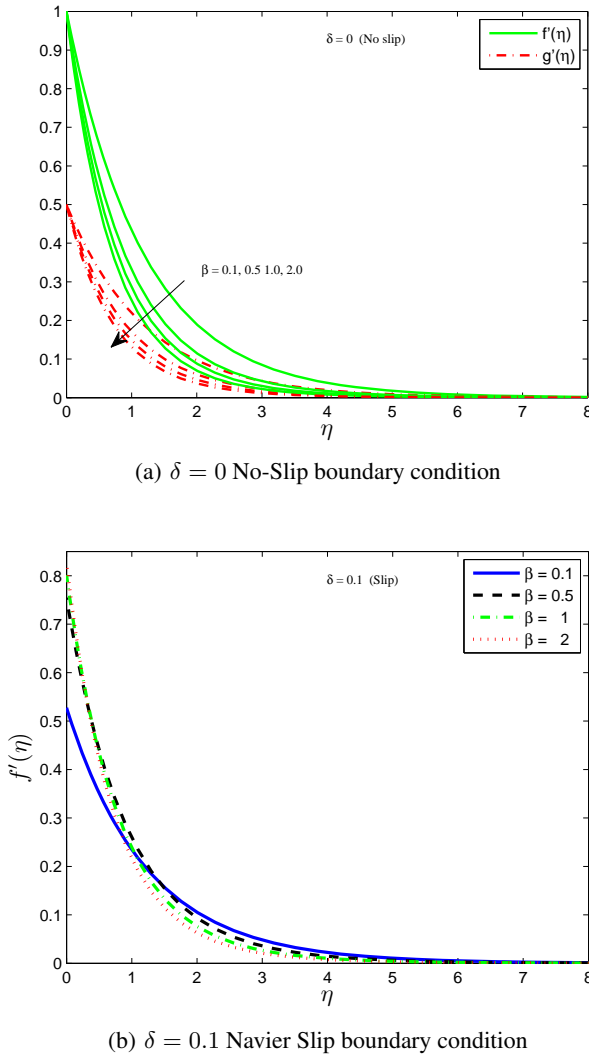 δ=0 (No slip)
f'(η)
g'(η)
1
0.9
0.8
0.7
0.6
0.5
0.4
0.3
0.2
0.1
0
β = 0.1, 0.5 1.0, 2.0
0 1 2 3 4 5 6 7 8
η
(a) δ = 0 No-Slip boundary condition
δ = 0.1 (Slip)
β = 0.1
β = 0.5
β = 1
β = 2
0.8
0.7
0.6
0.5
0.4
0.3
0.2
0.1
0
f′(η)
0 1 2 3 4 5 6 7 8
η
(b) δ = 0.1 Navier Slip boundary condition